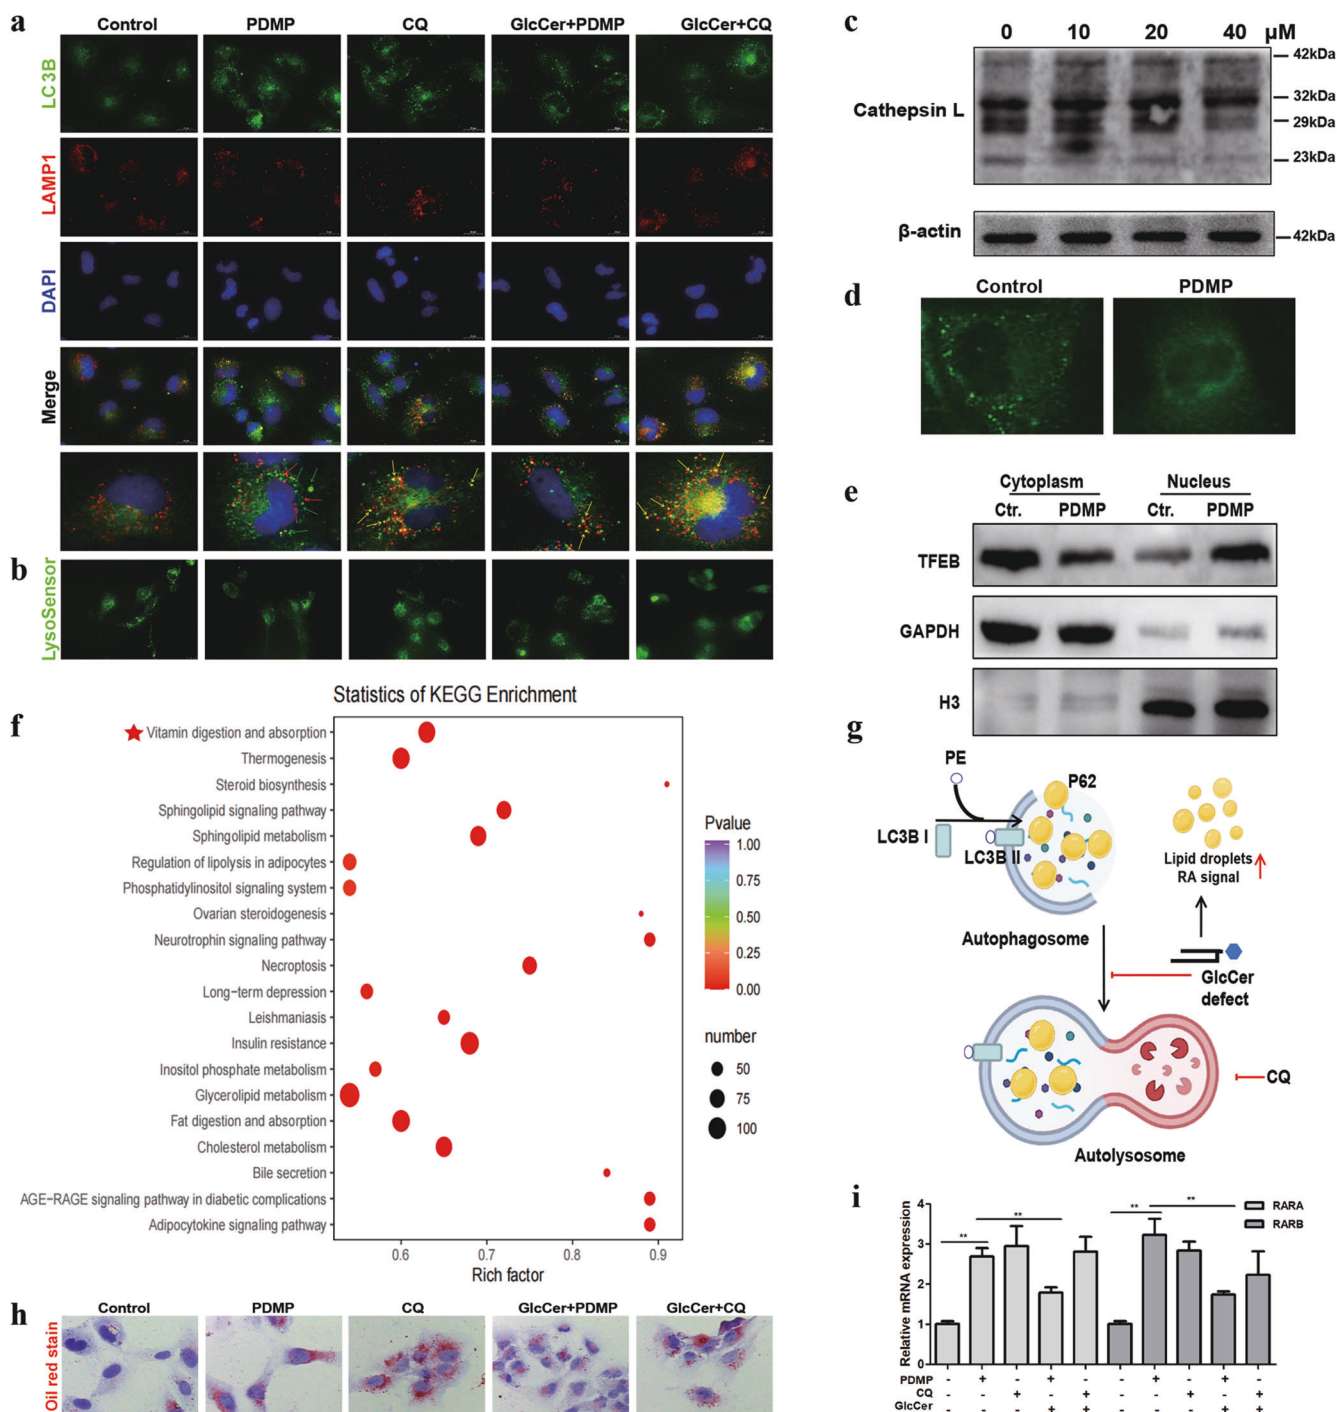 a
Control PDMP CQ GlcCer+PDMP GlcCer+CQ
LC3B
LAMP1
DAPI
Merge
b
LysoSensor
c
0 10 20 40 μM
Cathepsin L
42kDa
32kDa
29kDa
23kDa
β-actin
42kDa
d
Control PDMP
e
Cytoplasm Nucleus
Ctr. PDMP Ctr. PDMP
TFEB
GAPDH
H3
f
Statistics of KEGG Enrichment
Vitamin digestion and absorption
Thermogenesis
Steroid biosynthesis
Sphingolipid signaling pathway
Sphingolipid metabolism
Regulation of lipolysis in adipocytes
Phosphatidylinositol signaling system
Ovarian steroidogenesis
Neurotrophin signaling pathway
Necroptosis
Long−term depression
Leishmaniasis
Insulin resistance
Inositol phosphate metabolism
Glycerolipid metabolism
Fat digestion and absorption
Cholesterol metabolism
Bile secretion
AGE−RAGE signaling pathway in diabetic complications
Adipocytokine signaling pathway
0.6 0.7 0.8 0.9
Rich factor
Pvalue
1.00
0.75
0.50
0.25
0.00
number
50
75
100
g
PE
P62
LC3B I
LC3B II
Lipid droplets
RA signal
Autophagosome
GlcCer
defect
CQ
Autolysosome
h
Control PDMP CQ GlcCer+PDMP GlcCer+CQ
Oil red stain
i
Relative mRNA expression
4
3
2
1
0
** ** ** **
RARA
RARB
PDMP - + - + - - + - + -
CQ - - + - + - - + - +
GlcCer - - - + + - - - + +